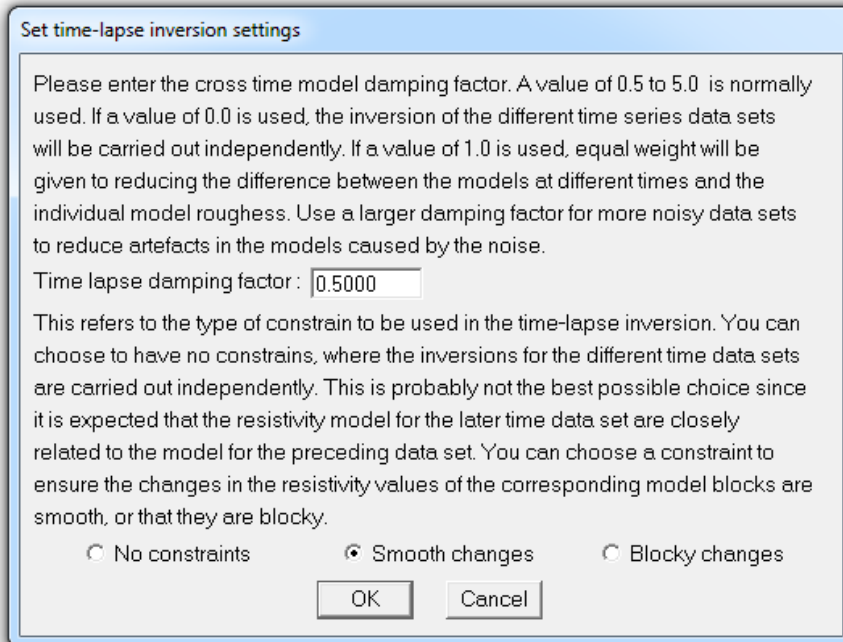 Set time-lapse inversion settings
Please enter the cross time model damping factor. A value of 0.5 to 5.0 is normally
used. If a value of 0.0 is used, the inversion of the different time series data sets
will be carried out independently. If a value of 1.0 is used, equal weight will be
given to reducing the difference between the models at different times and the
individual model roughess. Use a larger damping factor for more noisy data sets
to reduce artefacts in the models caused by the noise.
Time lapse damping factor : 0.5000
This refers to the type of constrain to be used in the time-lapse inversion. You can
choose to have no constrains, where the inversions for the different time data sets
are carried out independently. This is probably not the best possible choice since
it is expected that the resistivity model for the later time data set are closely
related to the model for the preceding data set. You can choose a constraint to
ensure the changes in the resistivity values of the corresponding model blocks are
smooth, or that they are blocky.
No constraints Smooth changes Blocky changes
OK Cancel